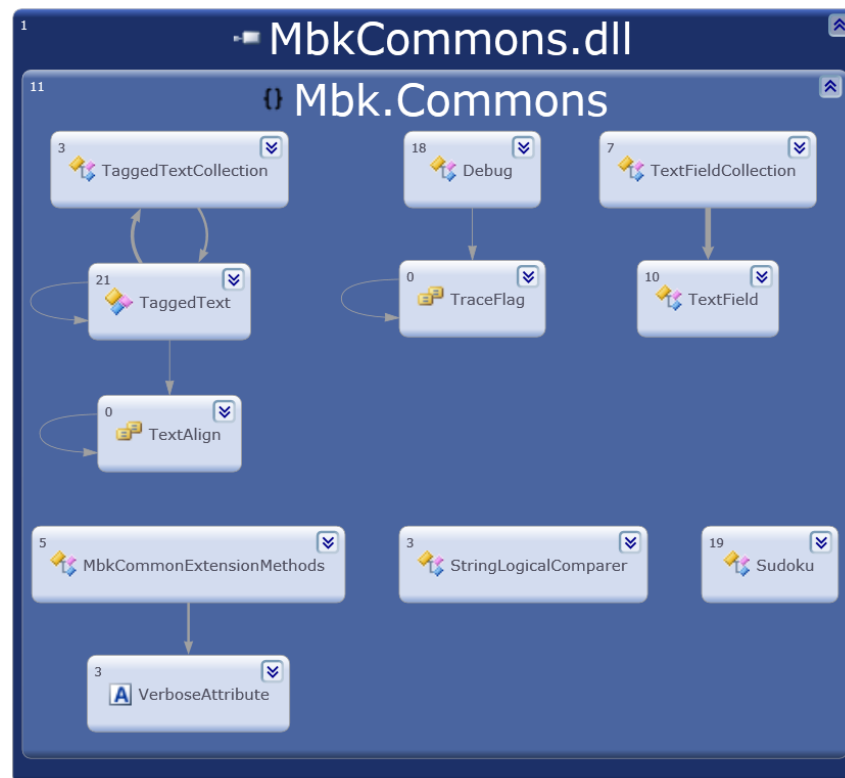 1
MbkCommons.dll
11
{} Mbk.Commons
3
TaggedTextCollection
18
Debug
7
TextFieldCollection
21
TaggedText
0
TraceFlag
10
TextField
0
TextAlign
5
MbkCommonExtensionMethods
3
StringLogicalComparer
19
Sudoku
3
A VerboseAttribute